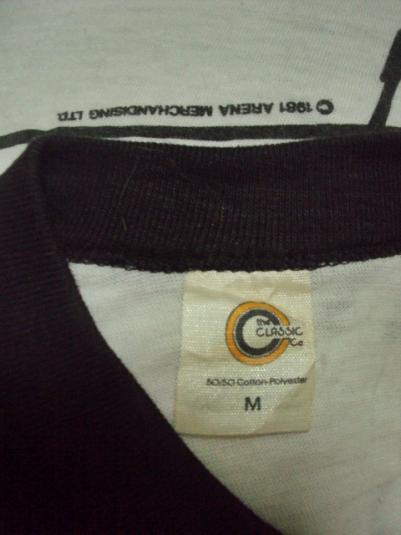 © 1981 ARENA MERCHANDISING LTD.
the
CLASSIC
Co
50/50 Cotton-Polyester
M